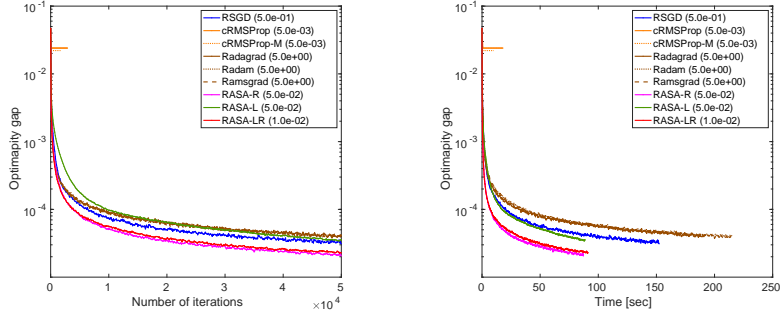 RSGD (5.0e-01)
cRMSProp (5.0e-03)
cRMSProp-M (5.0e-03)
Radagrad (5.0e+00)
Radam (5.0e+00)
Ramsgrad (5.0e+00)
RASA-R (5.0e-02)
RASA-L (5.0e-02)
RASA-LR (1.0e-02)
Optimapity gap
10^-1
10^-2
10^-3
10^-4
0 1 2 3 4 5
Number of iterations
×10^4
RSGD (5.0e-01)
cRMSProp (5.0e-03)
cRMSProp-M (5.0e-03)
Radagrad (5.0e+00)
Radam (5.0e+00)
Ramsgrad (5.0e+00)
RASA-R (5.0e-02)
RASA-L (5.0e-02)
RASA-LR (1.0e-02)
Optimapity gap
10^-1
10^-2
10^-3
10^-4
0 50 100 150 200 250
Time [sec]